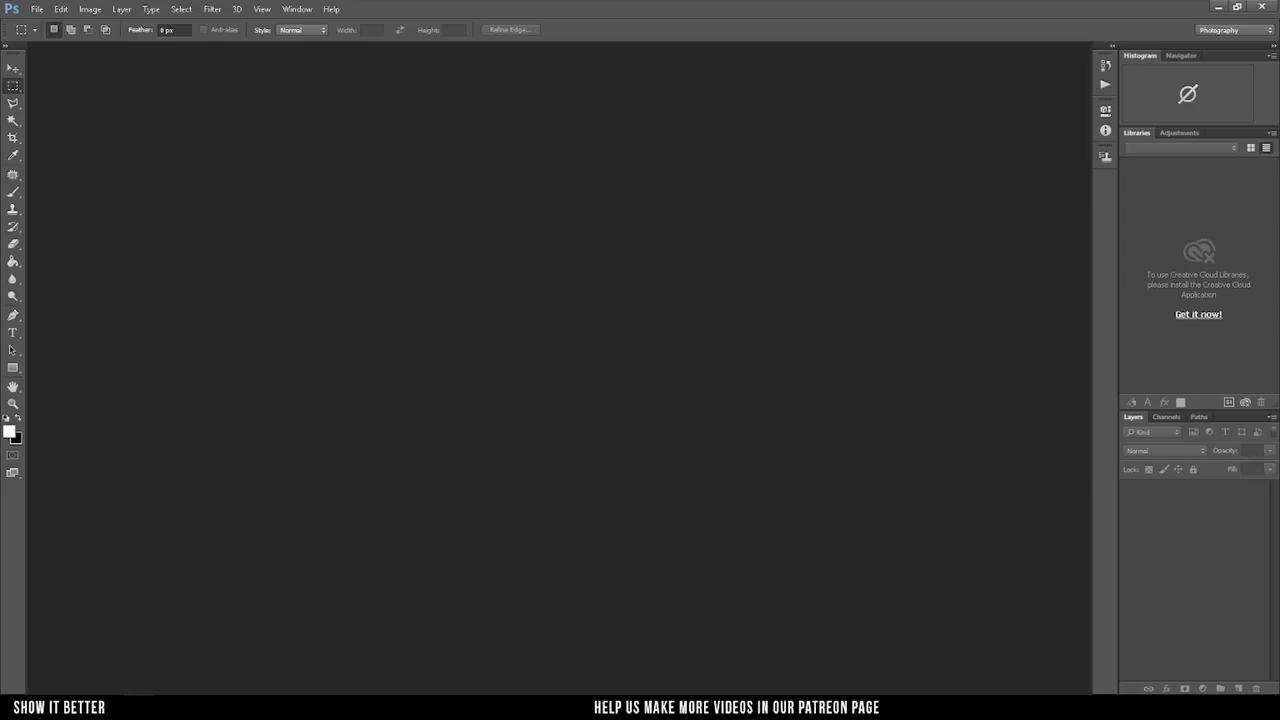 Ps File Edit Image Layer Type Select Filter 3D View Window Help
Feather: 0 px Anti-alias Style: Normal Width: Height: Refine Edge... Photography
Histogram Navigator
Libraries Adjustments
To use Creative Cloud Libraries,
please install the Creative Cloud
Application
Get it now!
Layers Channels Paths
Kind
Normal Opacity:
Lock: Fill:
SHOW IT BETTER HELP US MAKE MORE VIDEOS IN OUR PATREON PAGE